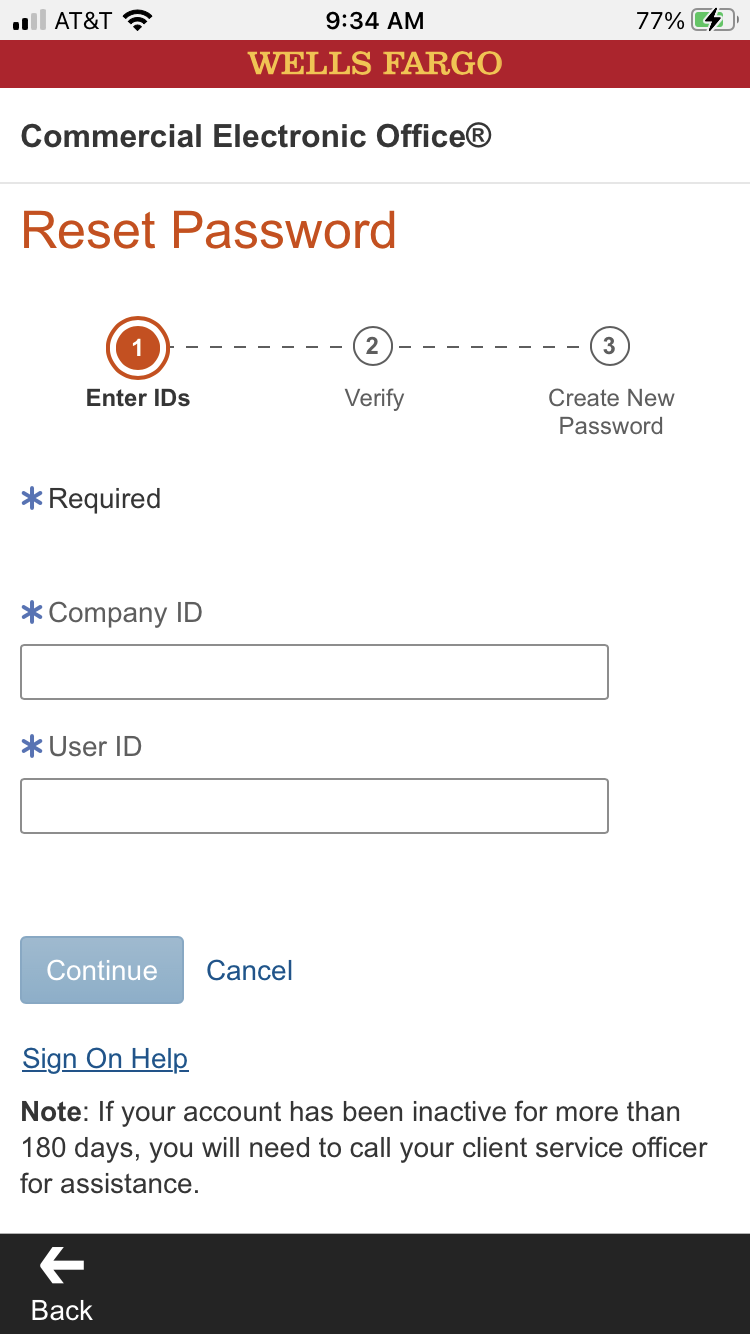 AT&T 9:34 AM 77%
WELLS FARGO
Commercial Electronic Office®
Reset Password
1 2 3
Enter IDs Verify Create New
Password
* Required
* Company ID
* User ID
Continue Cancel
Sign On Help
Note: If your account has been inactive for more than
180 days, you will need to call your client service officer
for assistance.
Back